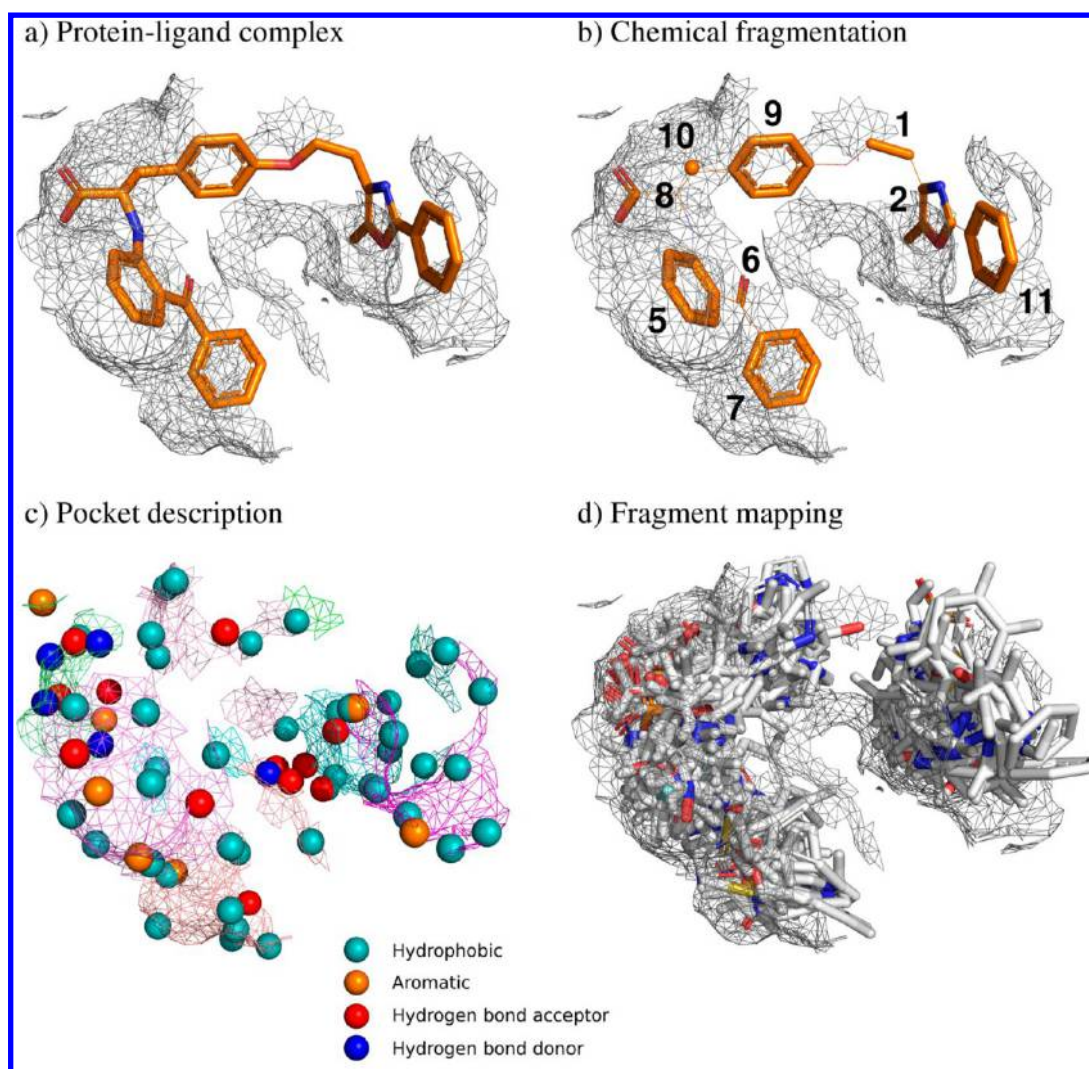 a) Protein-ligand complex
b) Chemical fragmentation
9
1
10
8
2
6
5
11
7
c) Pocket description
d) Fragment mapping
Hydrophobic
Aromatic
Hydrogen bond acceptor
Hydrogen bond donor